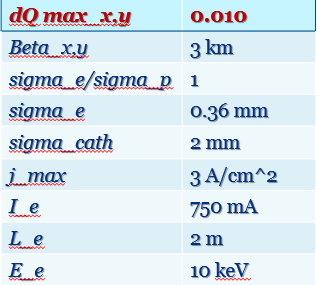 dQ max_x,y 0.010
Beta_x,y 3 km
sigma_e/sigma_p 1
sigma_e 0.36 mm
sigma_cath 2 mm
j_max 3 A/cm^2
I_e 750 mA
L_e 2 m
E_e 10 keV